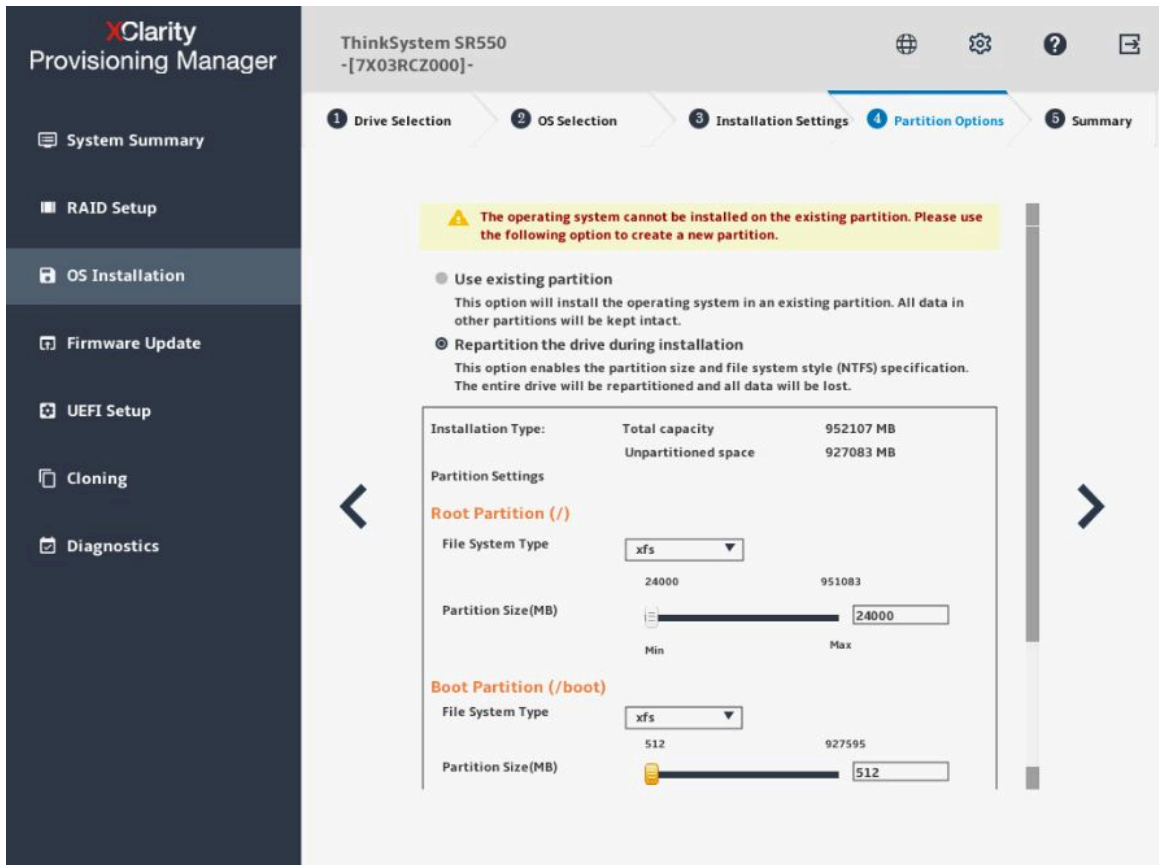 XClarity
Provisioning Manager
System Summary
RAID Setup
OS Installation
Firmware Update
UEFI Setup
Cloning
Diagnostics
ThinkSystem SR550
-[7X03RCZ000]-
1 Drive Selection
2 OS Selection
3 Installation Settings
4 Partition Options
5 Summary
The operating system cannot be installed on the existing partition. Please use
the following option to create a new partition.
Use existing partition
This option will install the operating system in an existing partition. All data in
other partitions will be kept intact.
Repartition the drive during installation
This option enables the partition size and file system style (NTFS) specification.
The entire drive will be repartitioned and all data will be lost.
Installation Type: Total capacity 952107 MB
Unpartitioned space 927083 MB
Partition Settings
Root Partition (/)
File System Type xfs
24000 951083
Partition Size(MB) 24000
Min Max
Boot Partition (/boot)
File System Type xfs
512 927595
Partition Size(MB) 512